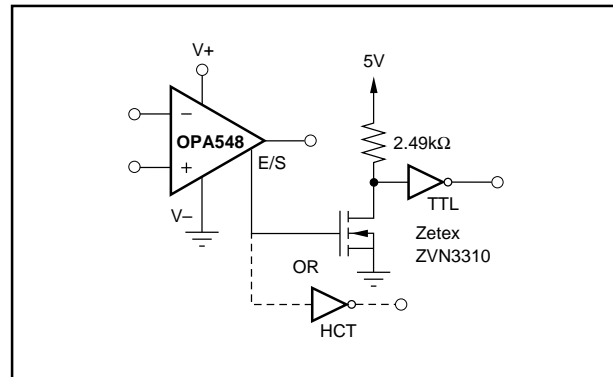 V+
5V
−
OPA548
2.49kΩ
+
E/S
TTL
V–
Zetex
ZVN3310
OR
HCT